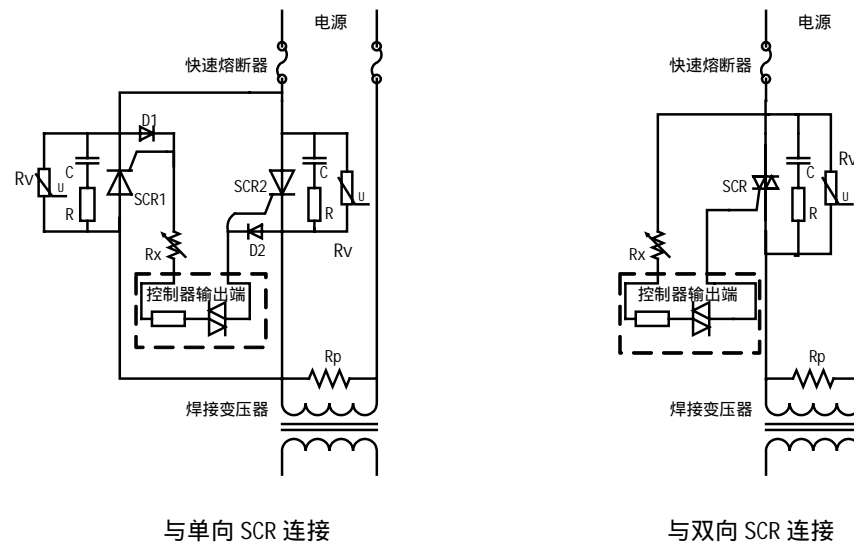 电源
快速熔断器
D1
Rv
U
C
R
SCR1
SCR2
C
R
U
Rv
D2
Rx
控制器输出端
Rp
焊接变压器
与单向 SCR 连接
电源
快速熔断器
SCR
C
R
Rv
U
Rx
控制器输出端
Rp
焊接变压器
与双向 SCR 连接